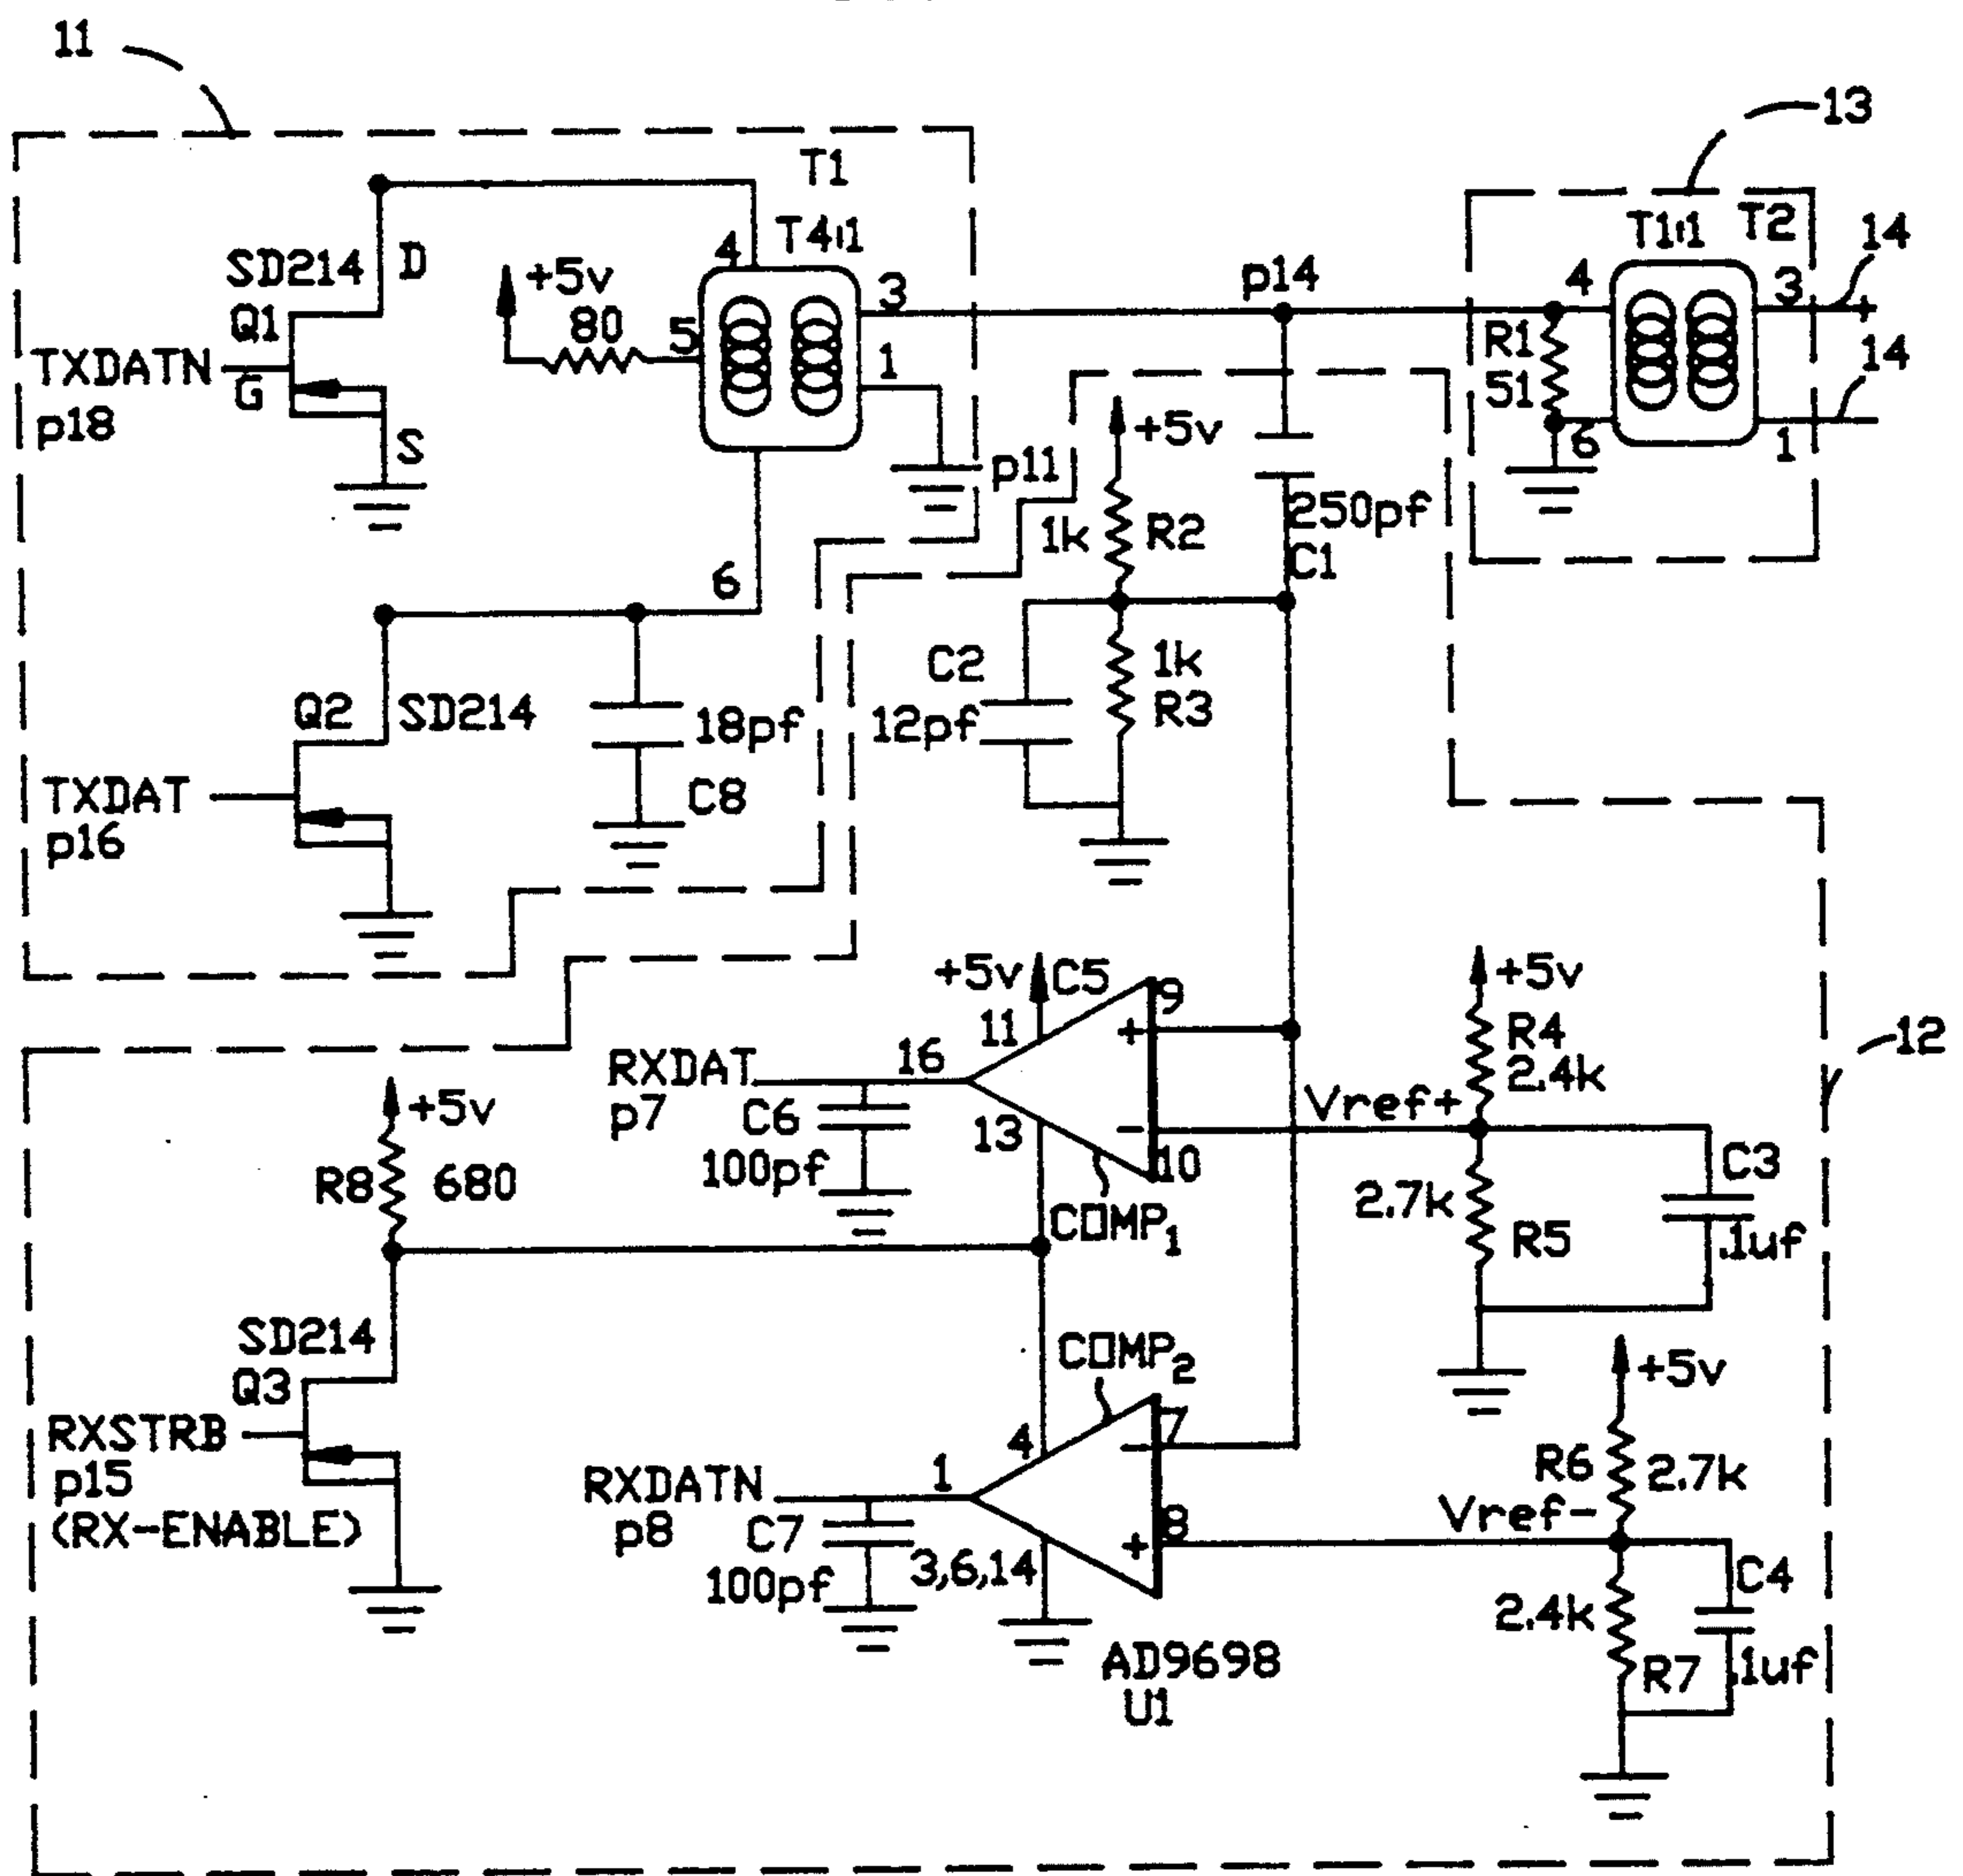 11
13
T1
T4:1
T1:1
T2
14
SD214
D
4
+5v
3
p14
4
3
+
Q1
80
5
1
R1
51
14
TXDATN
G
p18
S
+5v
6
1
p11
1k
R2
250pf
C1
6
C2
1k
R3
12pf
Q2
SD214
18pf
C8
TXDAT
p16
+5v
C5
9
+5v
11
+
R4
2.4k
12
RXDAT
16
p7
C6
13
-
Vref+
100pf
10
C3
+5v
R8
680
COMP1
2.7k
R5
.1uf
SD214
Q3
COMP2
+5v
RXSTRB
p15
(RX-ENABLE)
4
7
-
R6
2.7k
RXDATN
1
p8
C7
8
+
Vref-
100pf
3,6,14
C4
2.4k
AD9698
U1
R7
.1uf